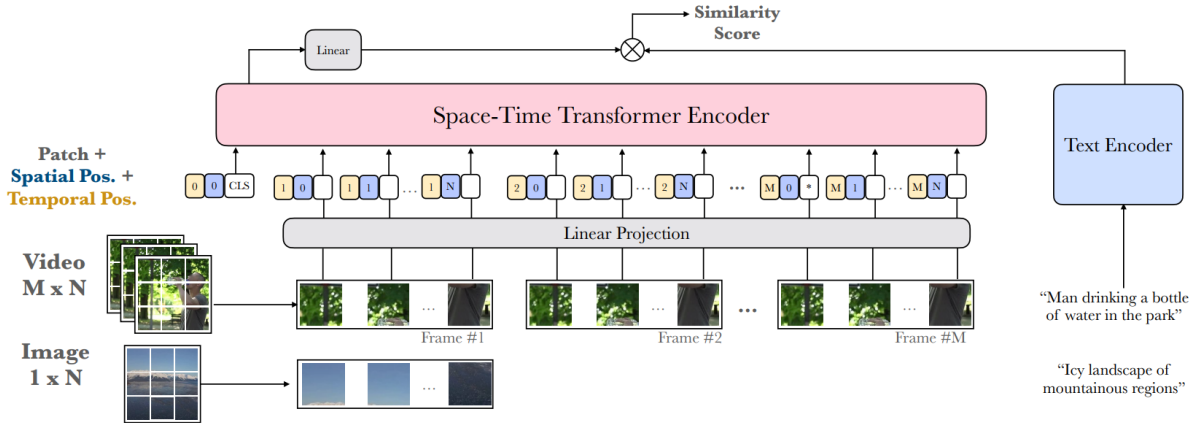 Similarity
Score
Linear
Space-Time Transformer Encoder
Text Encoder
Patch +
Spatial Pos. +
Temporal Pos.
0 0 CLS
1 0
1 1
...
1 N
2 0
2 1
...
2 N
...
M 0 *
M 1
...
M N
Linear Projection
Video
M x N
...
Frame #1
...
Frame #2
...
...
Frame #M
“Man drinking a bottle
of water in the park”
Image
1 x N
...
“Icy landscape of
mountainous regions”